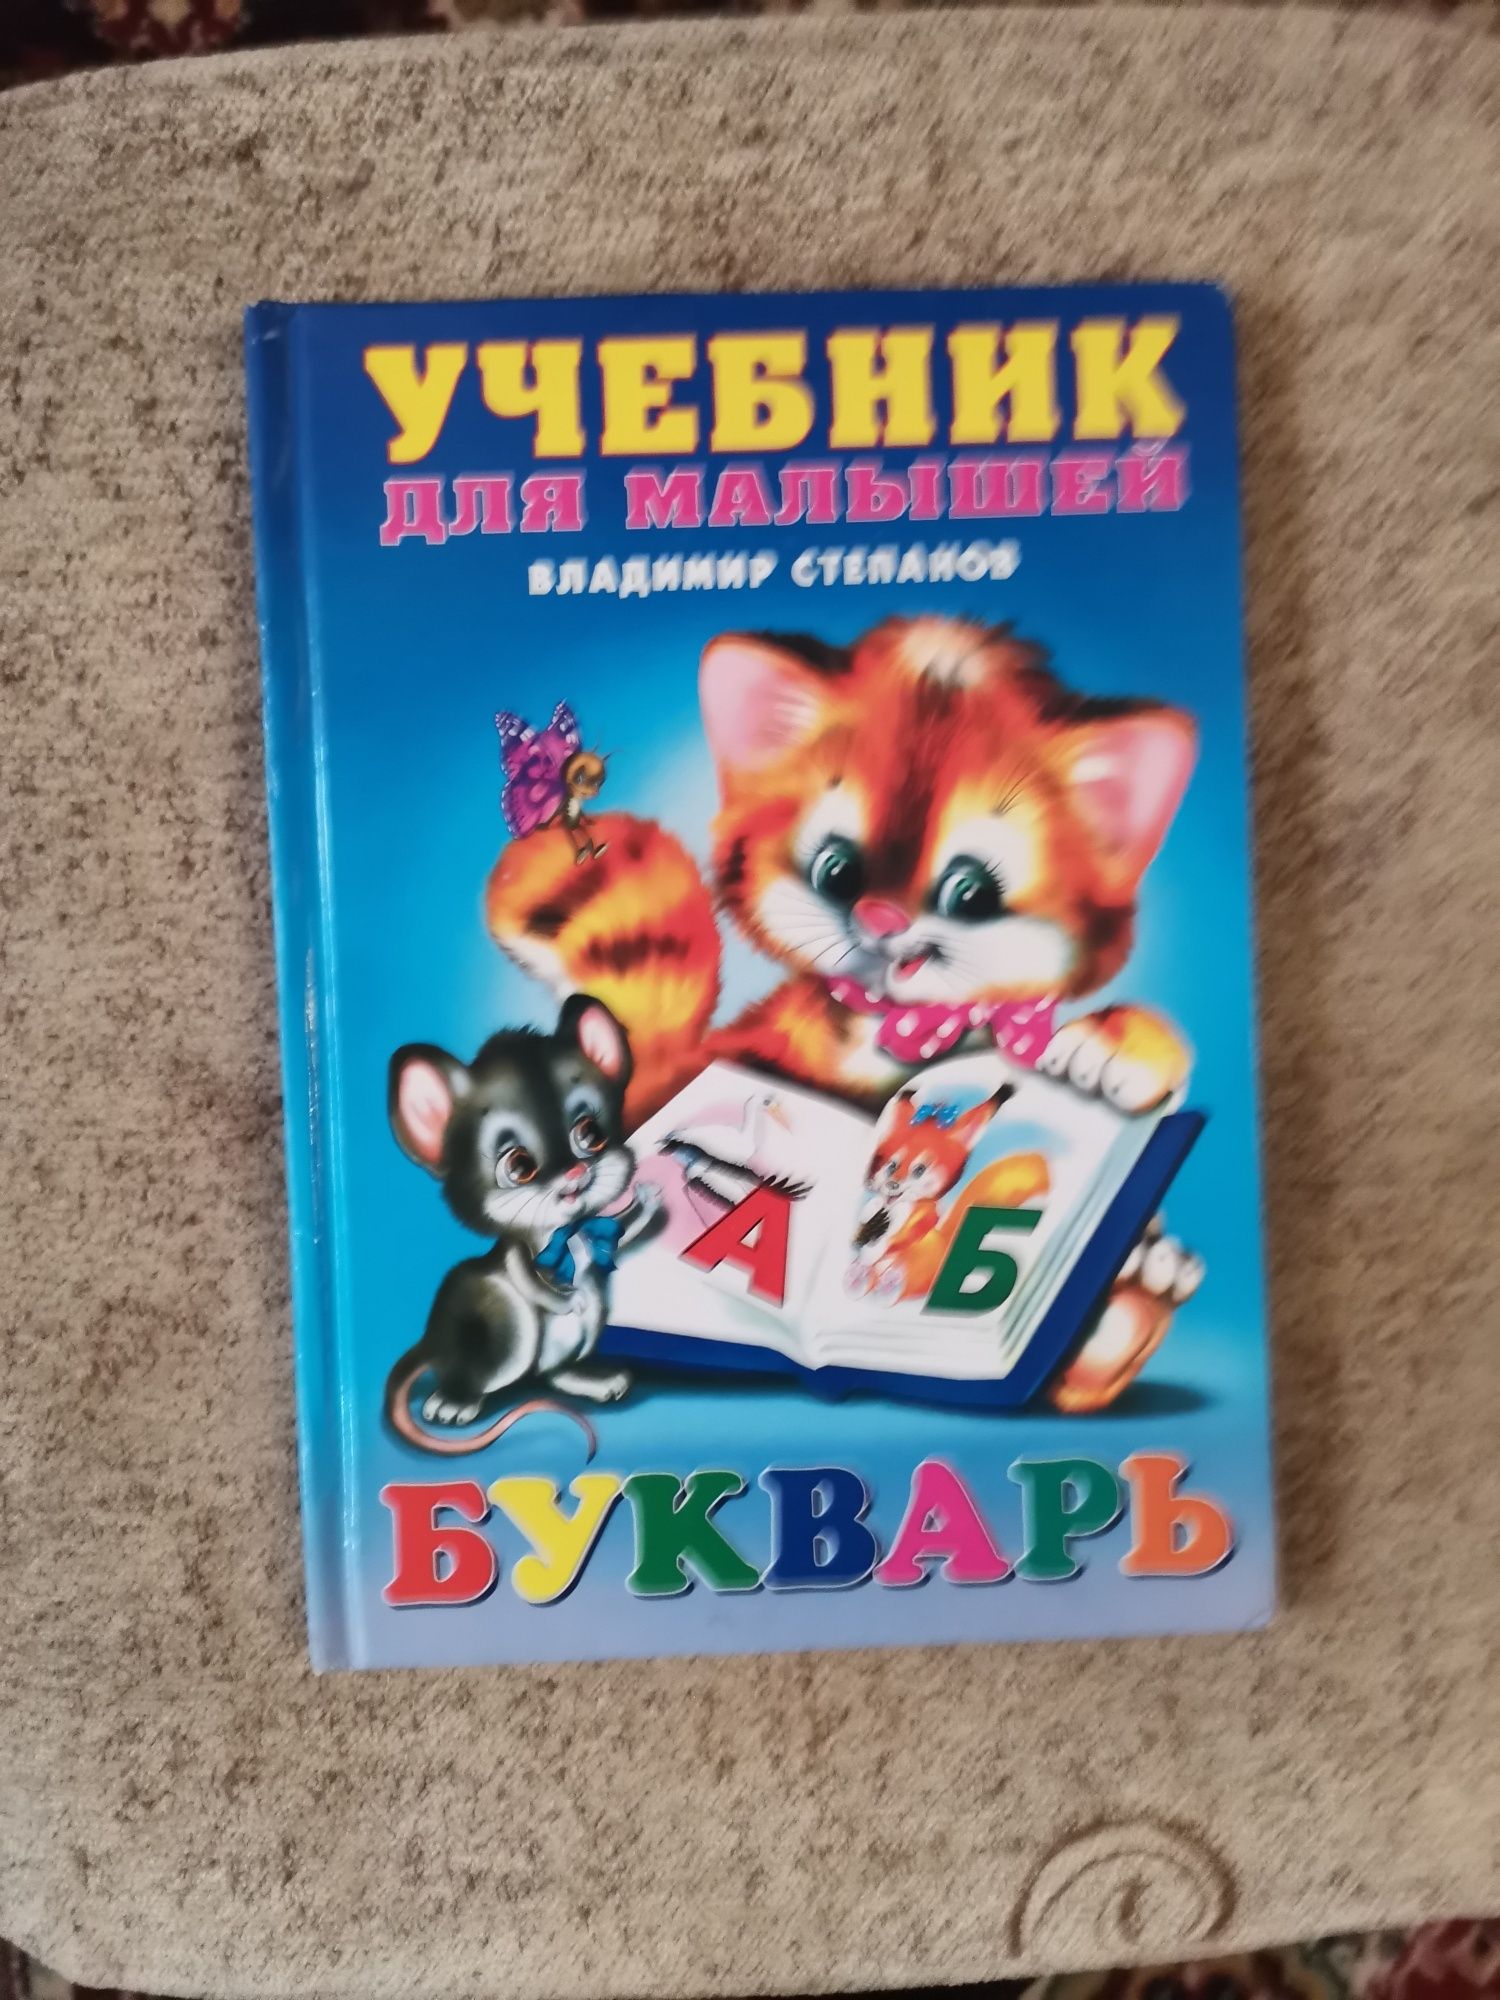 УЧЕБНИК
ДЛЯ МАЛЫШЕЙ
ВЛАДИМИР СТЕПАНОВ
А Б
БУКВАРЬ